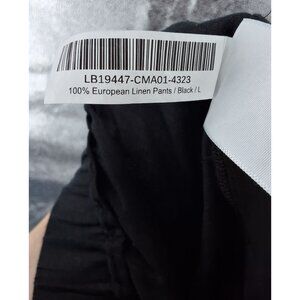 LB19447-CMA01-4323
100% European Linen Pants / Black / L